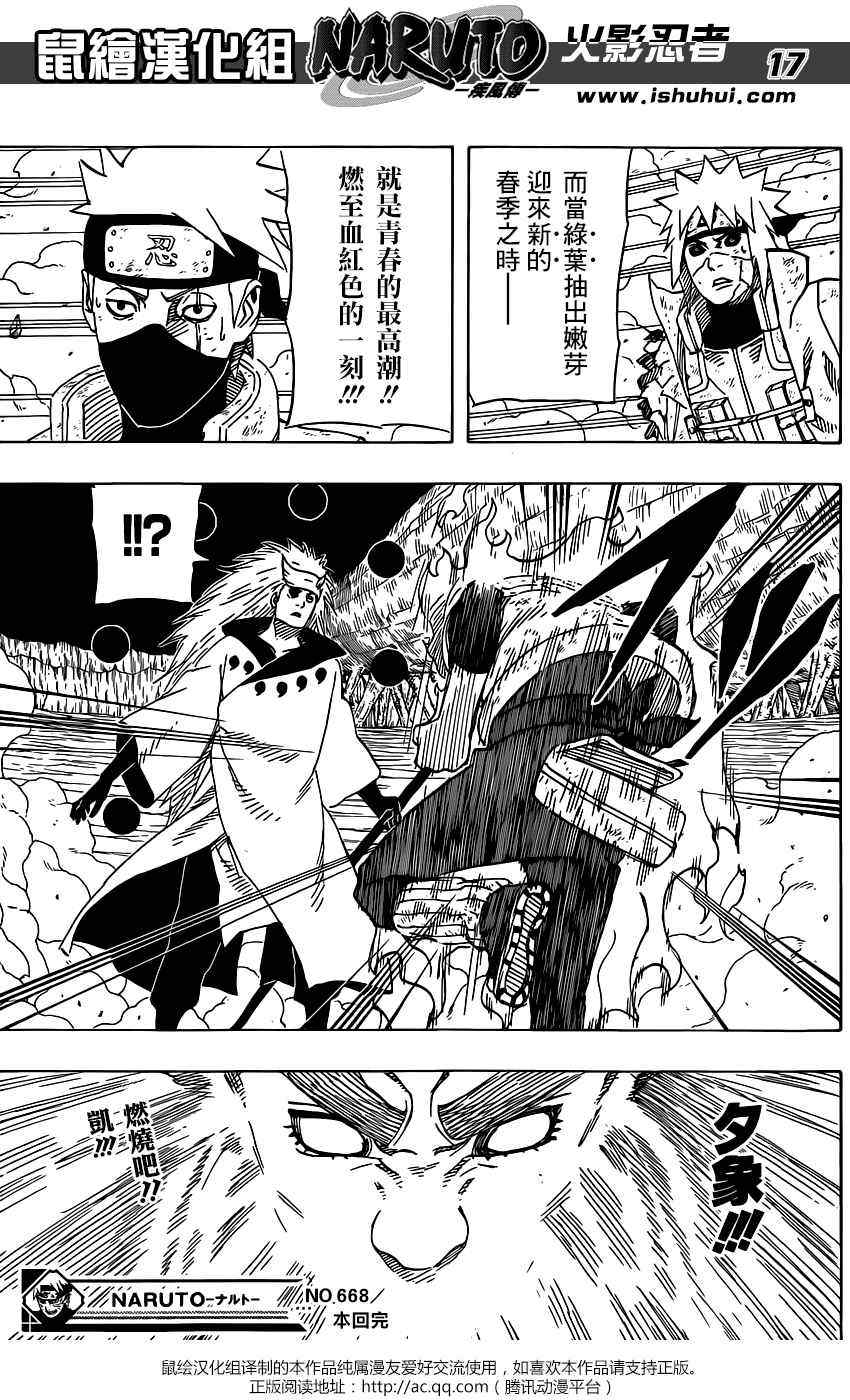 鼠繪漢化組
NARUTO
疾風傳
火影忍者
17
www.ishuhui.com
而當綠葉抽出嫩芽
迎來新的
春季之時——
就是青春的最高潮!!
燃至血紅色的一刻!!!
忍
!!?
夕象!!!
燃燒吧!!
凱!!!
NARUTO–ナルト–
NO.668/
本回完
鼠绘汉化组译制的本作品纯属漫友爱好交流使用，如喜欢本作品请支持正版。
正版阅读地址：http://ac.qq.com（腾讯动漫平台）